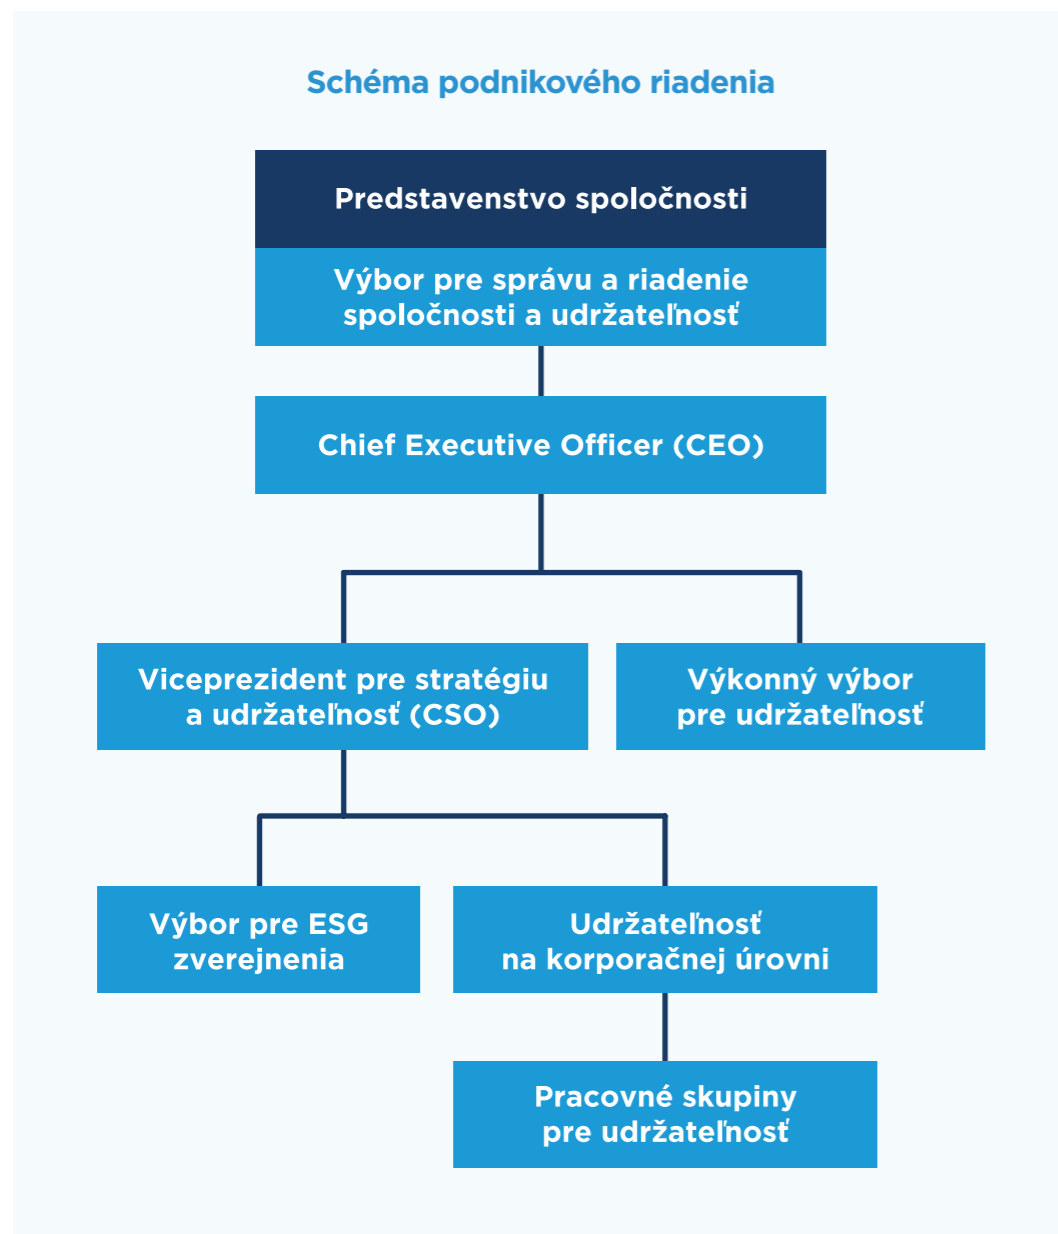 Schéma podnikového riadenia
Predstavenstvo spoločnosti
Výbor pre správu a riadenie
spoločnosti a udržateľnosť
Chief Executive Officer (CEO)
Viceprezident pre stratégiu
a udržateľnosť (CSO)
Výkonný výbor
pre udržateľnosť
Výbor pre ESG
zverejnenia
Udržateľnosť
na korporačnej úrovni
Pracovné skupiny
pre udržateľnosť